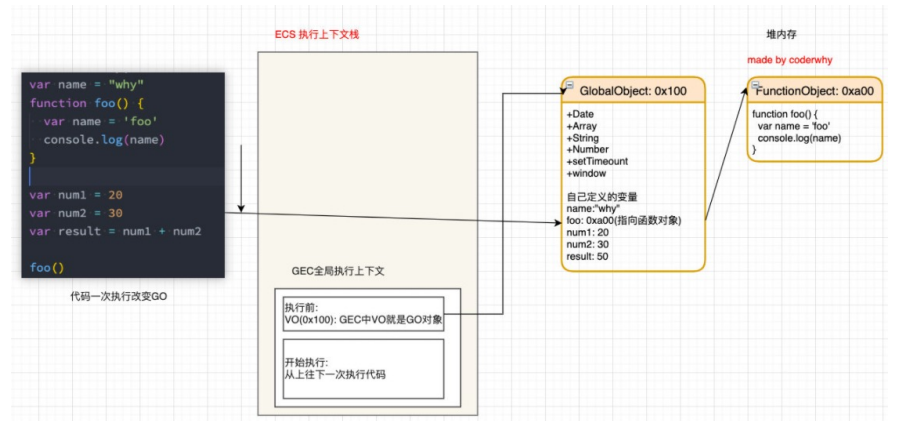 ECS 执行上下文栈
堆内存
made by coderwhy
var name = "why"
function foo() {
  var name = 'foo'
  console.log(name)
}
var num1 = 20
var num2 = 30
var result = num1 + num2
foo()
代码一次执行改变GO
GEC全局执行上下文
执行前:
VO(0x100): GEC中VO就是GO对象
开始执行:
从上往下一次执行代码
GlobalObject: 0x100
+Date
+Array
+String
+Number
+setTimeount
+window
自己定义的变量
name:"why"
foo: 0xa00(指向函数对象)
num1: 20
num2: 30
result: 50
FunctionObject: 0xa00
function foo() {
  var name = 'foo'
  console.log(name)
}